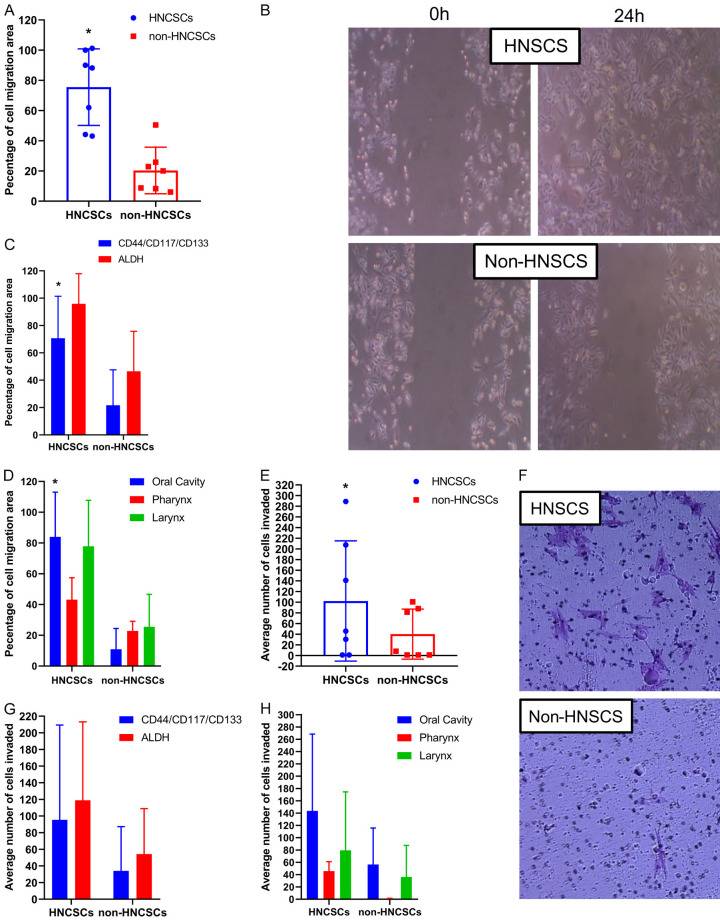 A
HNCSCs
non-HNCSCs
*
Pecentage of cell migration area
120
100
80
60
40
20
0
HNCSCs non-HNCSCs
B
0h 24h
HNSCS
Non-HNSCS
C
CD44/CD117/CD133
ALDH
*
Pecentage of cell migration area
120
100
80
60
40
20
0
HNCSCs non-HNCSCs
D
Oral Cavity
Pharynx
Larynx
*
Pecentage of cell migration area
120
100
80
60
40
20
0
HNCSCs non-HNCSCs
E
HNCSCs
non-HNCSCs
*
Average number of cells invaded
300
280
260
240
220
200
180
160
140
120
100
80
60
40
20
0
-20
HNCSCs non-HNCSCs
F
HNSCS
Non-HNSCS
G
CD44/CD117/CD133
ALDH
Average number of cells invaded
220
200
180
160
140
120
100
80
60
40
20
0
HNCSCs non-HNCSCs
H
Oral Cavity
Pharynx
Larynx
Average number of cells invaded
300
280
260
240
220
200
180
160
140
120
100
80
60
40
20
0
HNCSCs non-HNCSCs